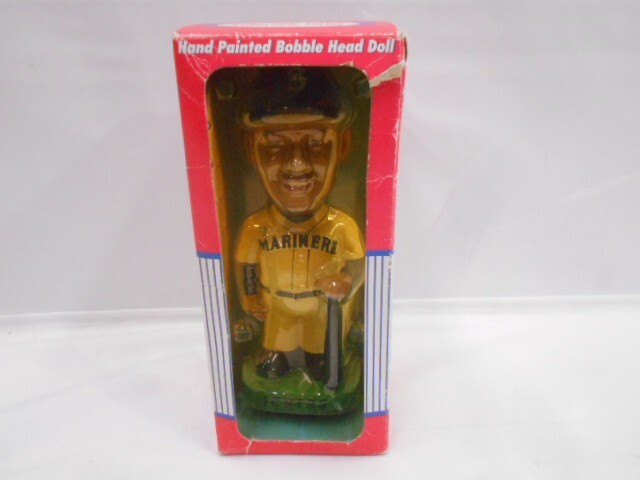 Hand Painted Bobble Head Doll
MARINERS